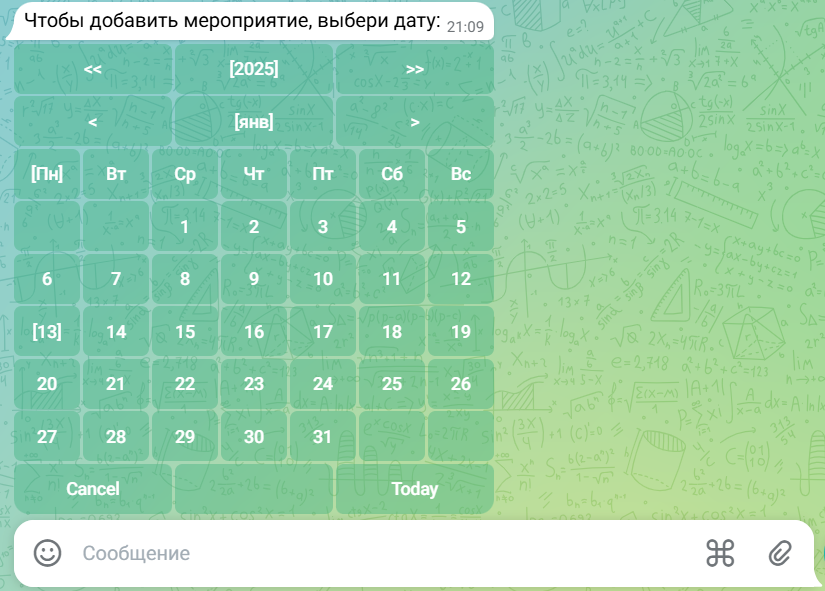 Чтобы добавить мероприятие, выбери дату: 21:09
<< [2025] >>
< [янв] >
[Пн] Вт Ср Чт Пт Сб Вс
1 2 3 4 5
6 7 8 9 10 11 12
[13] 14 15 16 17 18 19
20 21 22 23 24 25 26
27 28 29 30 31
Cancel Today
Сообщение